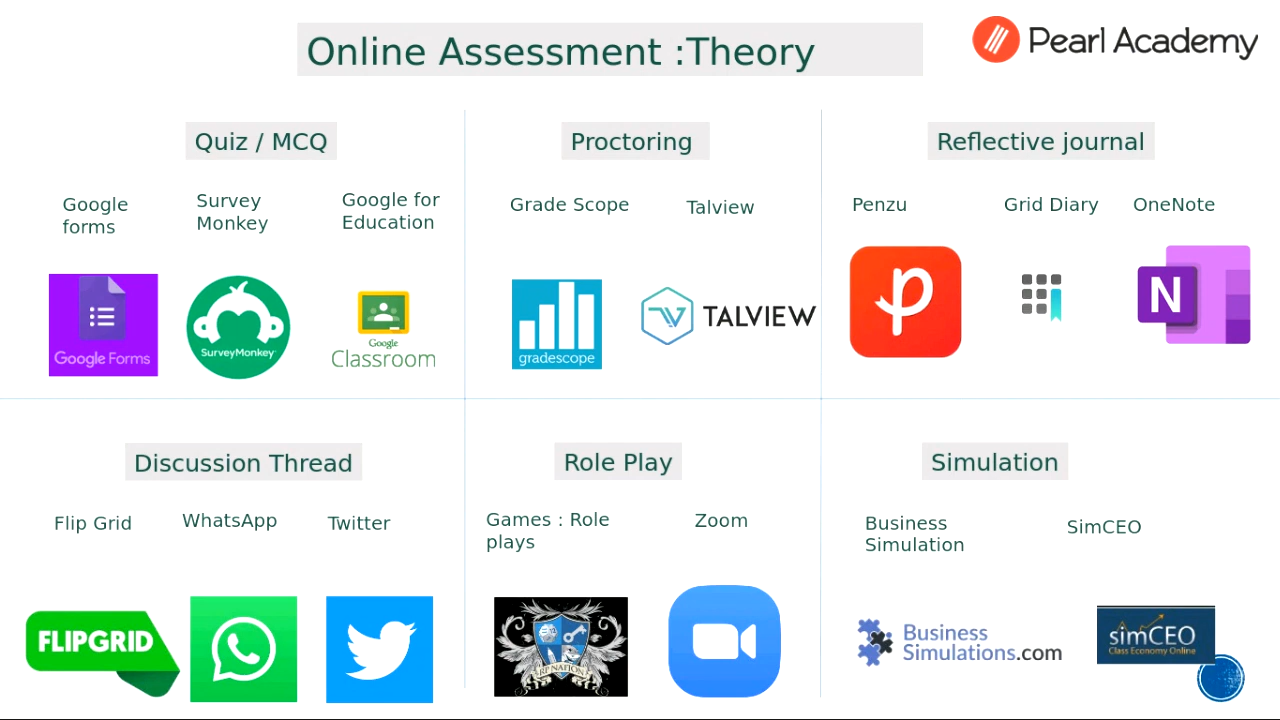 Online Assessment :Theory
Pearl Academy
Quiz / MCQ
Google
forms
Survey
Monkey
Google for
Education
Google Forms
SurveyMonkey
Google
Classroom
Proctoring
Grade Scope
Talview
gradescope
TALVIEW
Reflective journal
Penzu
Grid Diary
OneNote
p
N
Discussion Thread
Flip Grid
WhatsApp
Twitter
FLIPGRID
Role Play
Games : Role
plays
Zoom
RP NATION
Simulation
Business
Simulation
SimCEO
Business
Simulations.com
simCEO
Class Economy Online